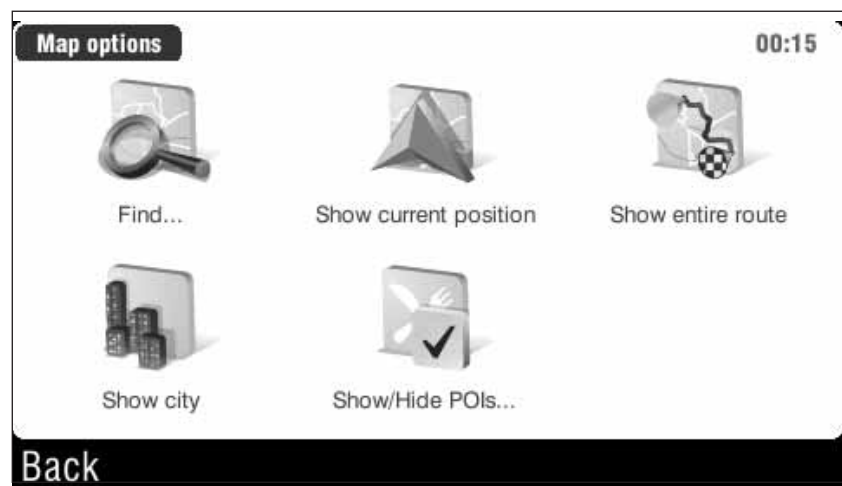 Map options
00:15
Find...
Show current position
Show entire route
Show city
Show/Hide POIs...
Back